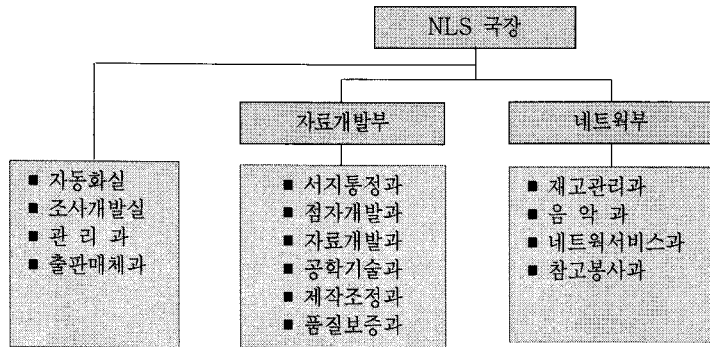 NLS 국장
자료개발부
네트웍부
■ 자동화실
■ 조사개발실
■ 관 리 과
■ 출판매체과
■ 서지통정과
■ 점자개발과
■ 자료개발과
■ 공학기술과
■ 제작조정과
■ 품질보증과
■ 재고관리과
■ 음 악 과
■ 네트웍서비스과
■ 참고봉사과